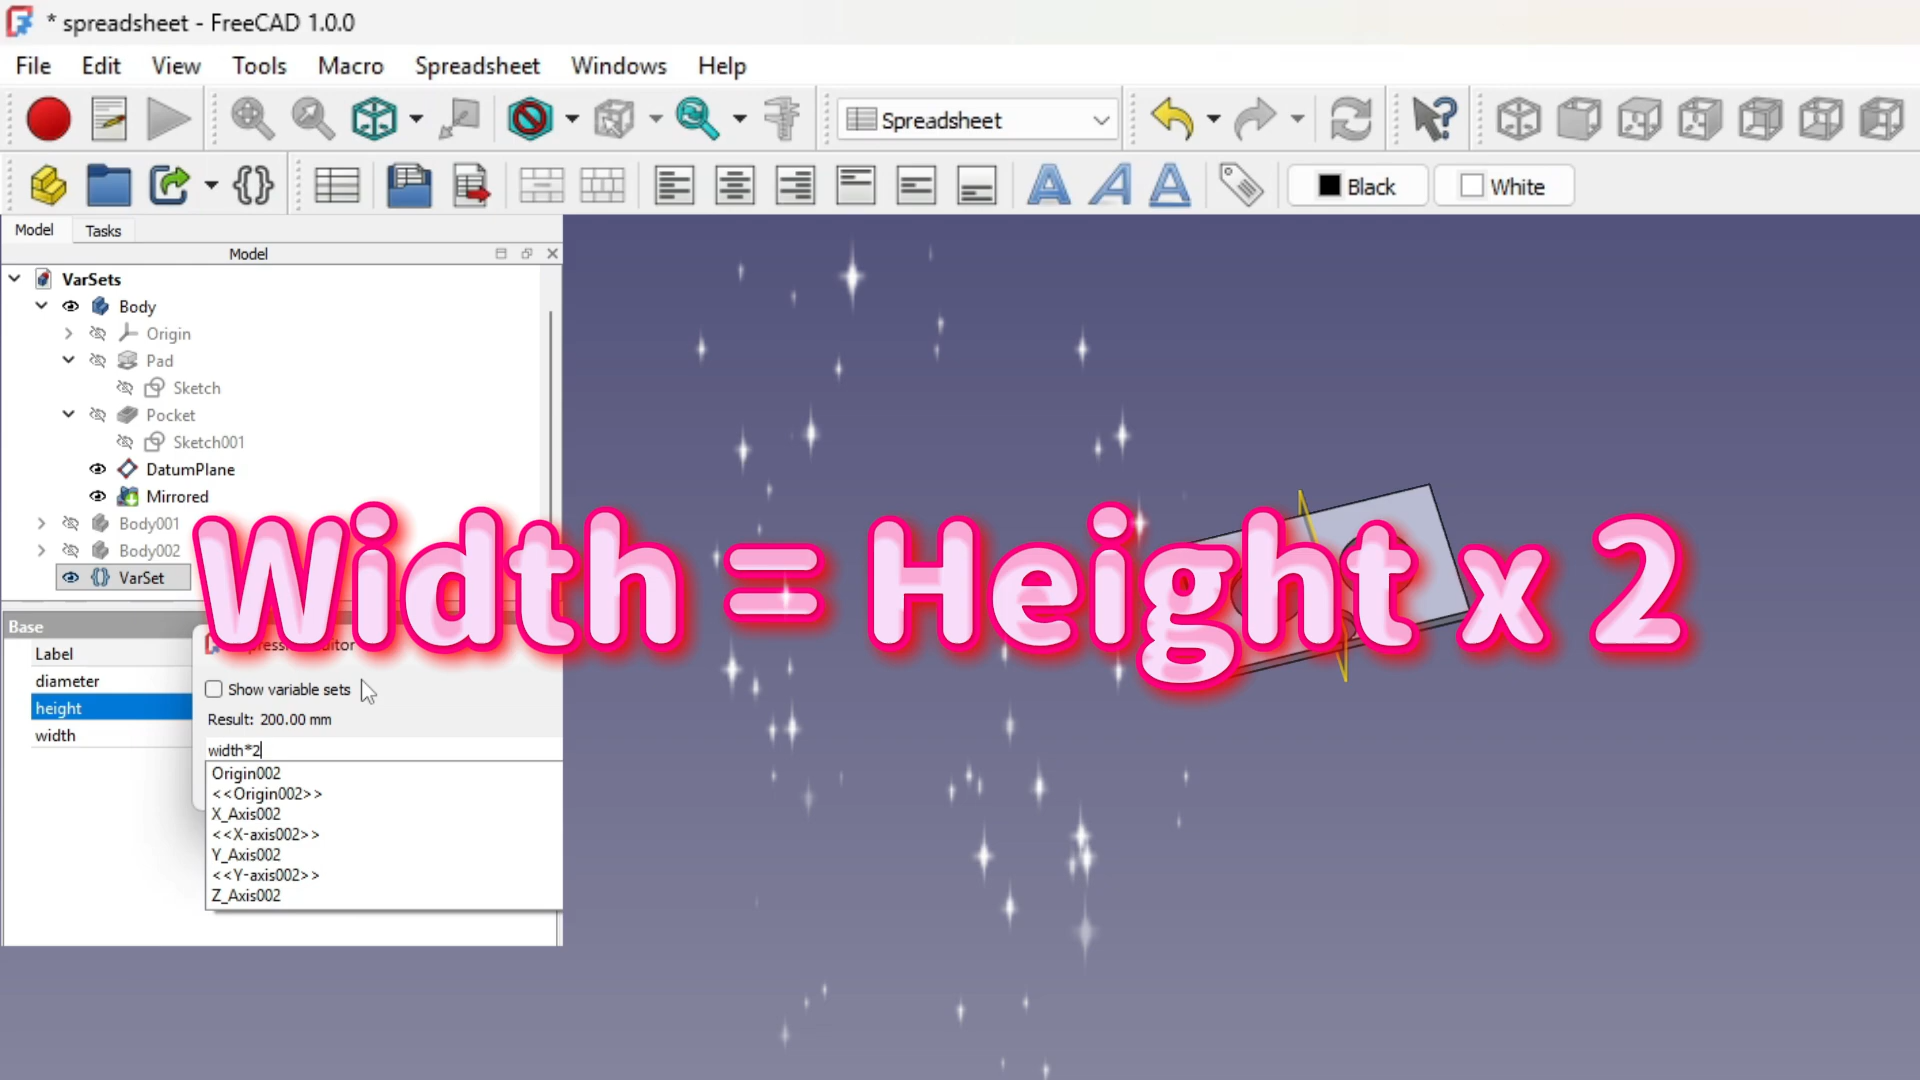 * spreadsheet - FreeCAD 1.0.0
File Edit View Tools Macro Spreadsheet Windows Help
Spreadsheet
Black White
Model Tasks
Model
VarSets
Body
Origin
Pad
Sketch
Pocket
Sketch001
DatumPlane
Mirrored
Body001
Body002
VarSet
Width = Height x 2
Base
Label
diameter
height
width
Show variable sets
Result: 200.00 mm
width*2
Origin002
<<Origin002>>
X_Axis002
<<X-axis002>>
Y_Axis002
<<Y-axis002>>
Z_Axis002